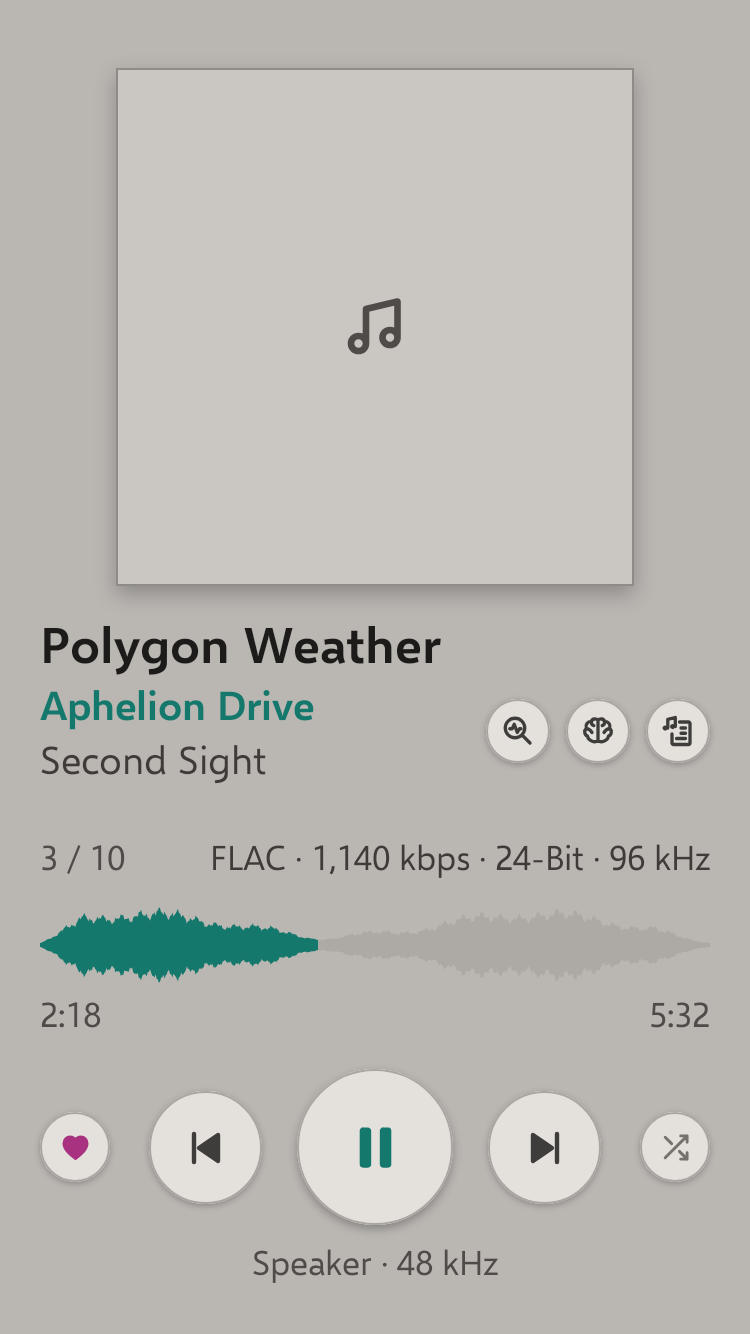 Polygon Weather
Aphelion Drive
Second Sight
3 / 10 FLAC · 1,140 kbps · 24-Bit · 96 kHz
2:18 5:32
Speaker · 48 kHz